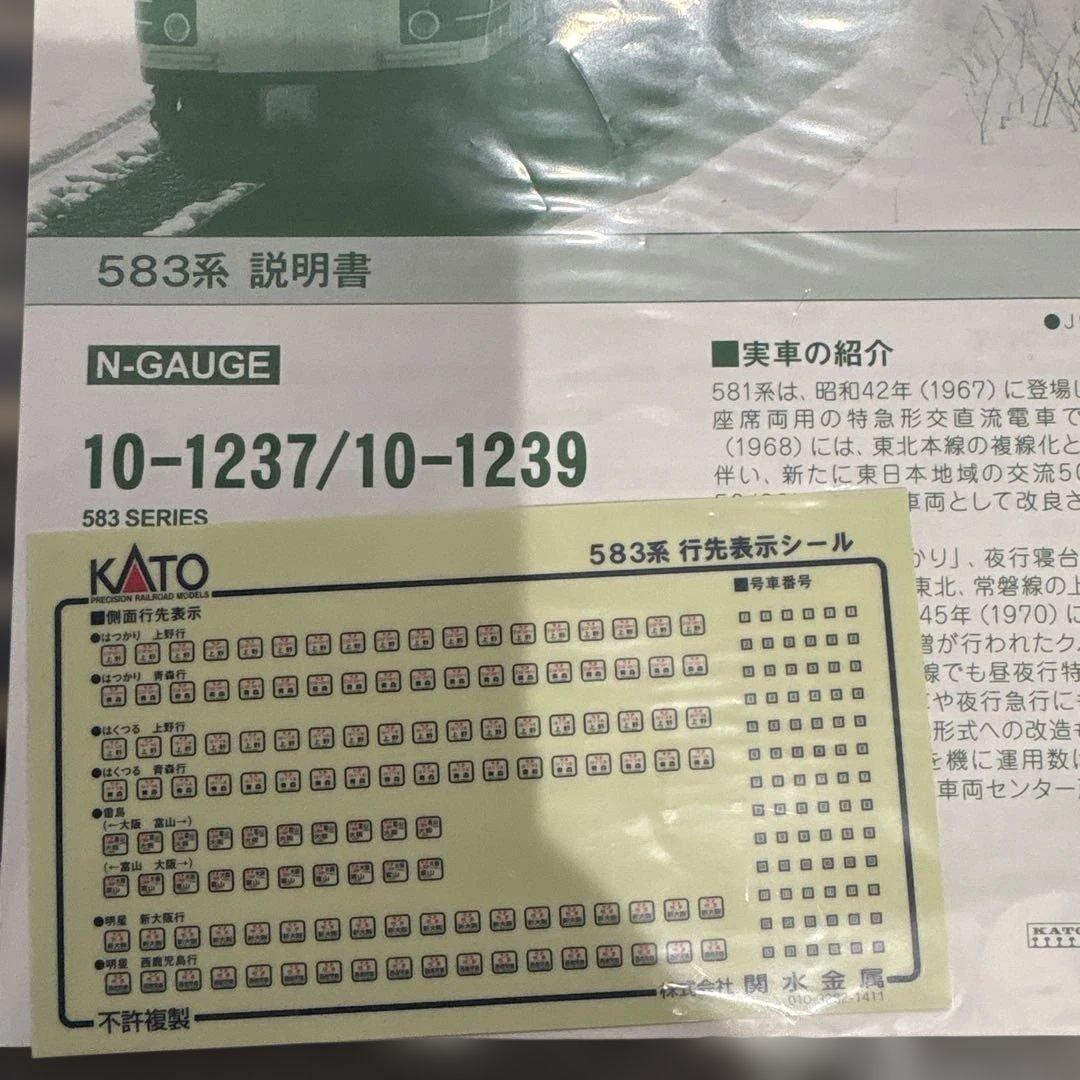 583系 説明書
N-GAUGE
10-1237/10-1239
583 SERIES
■実車の紹介
581系は、昭和42年(1967)に登場
座席両用の特急形交直流電車で
(1968)には、東北本線の複線化と
伴い、新たに東日本地域の交流50
車両として改良さ
かり」、夜行寝台
東北、常磐線の上
45年(1970)に
増が行われたク
線でも昼夜行特
や夜行急行に
形式への改造も
を機に運用数に
車両センター
KATO
PRECISION RAILROAD MODELS
583系 行先表示シール
■側面行先表示
■号車番号
●はつかり 上野行
●はつかり 青森行
●はくつる 上野行
●はくつる 青森行
●雷鳥
(←大阪 富山→)
(←富山 大阪→)
●明星 新大阪行
●明星 西鹿児島行
不許複製
株式会社 関水金属
010-3292-1411
KATO